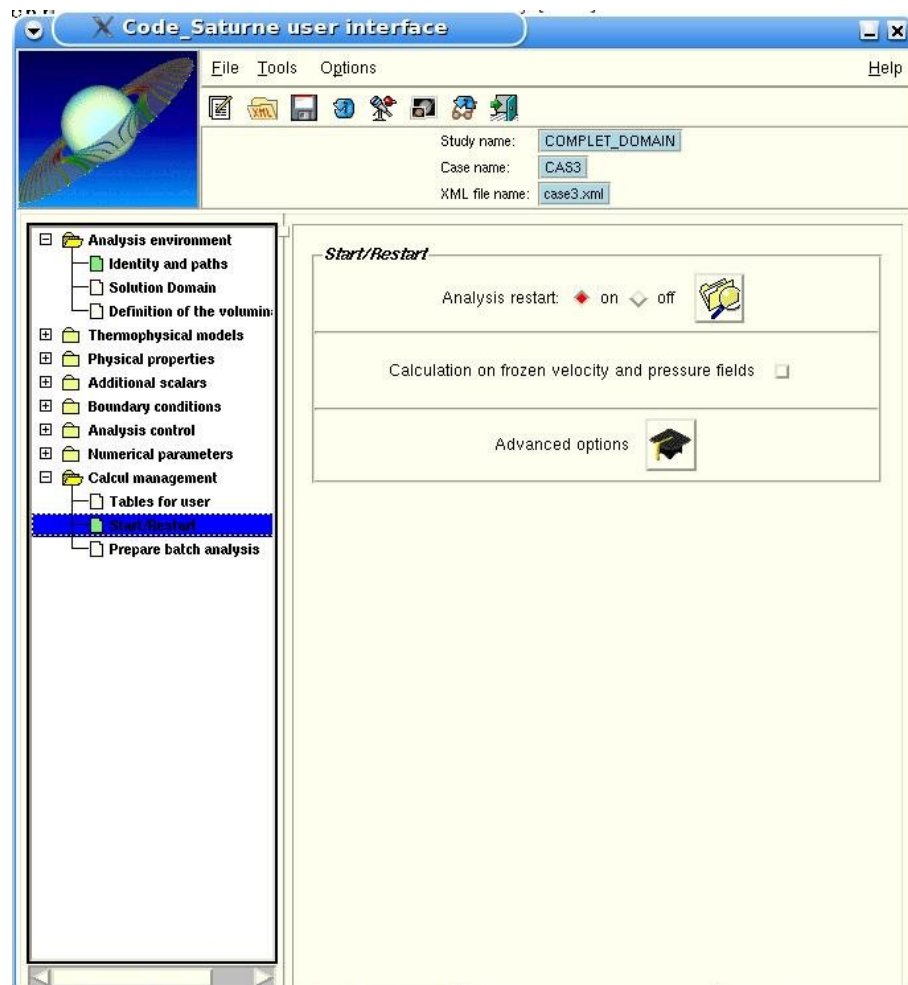 Code_Saturne user interface
File Tools Options Help
XML
Study name: COMPLET_DOMAIN
Case name: CAS3
XML file name: case3.xml
Analysis environment
Identity and paths
Solution Domain
Definition of the volumin
Thermophysical models
Physical properties
Additional scalars
Boundary conditions
Analysis control
Numerical parameters
Calcul management
Tables for user
Start/Restart
Prepare batch analysis
Start/Restart
Analysis restart: on off
Calculation on frozen velocity and pressure fields
Advanced options